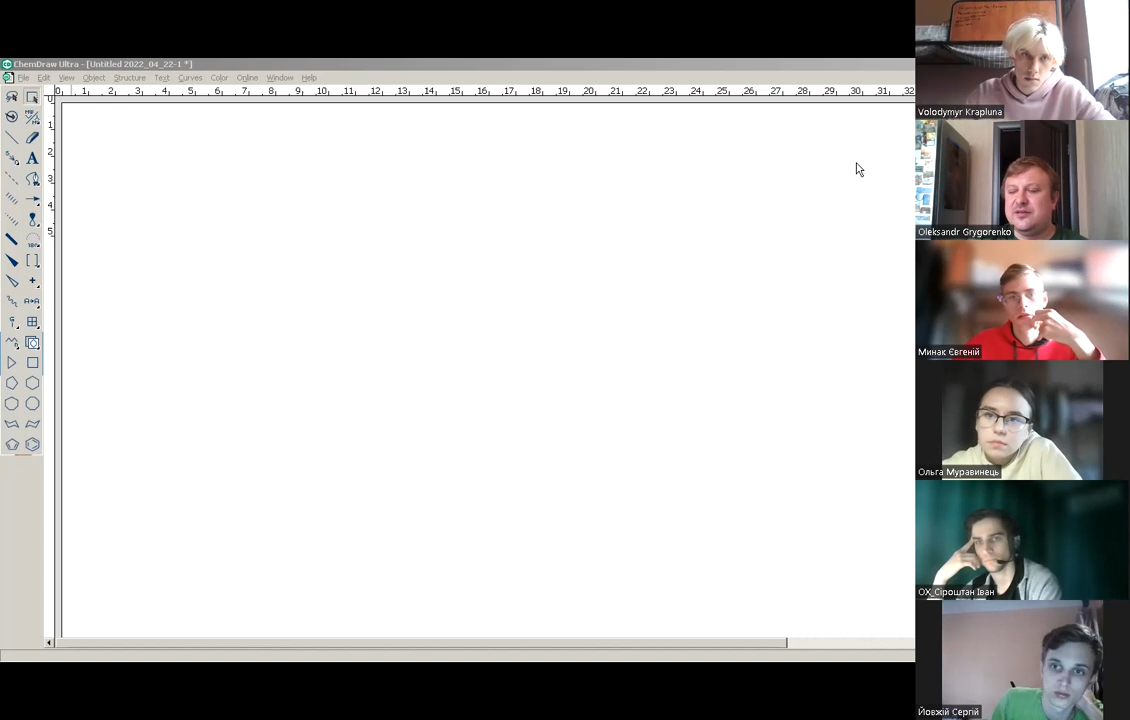 ChemDraw Ultra - [Untitled 2022_04_22-1 *]
File Edit View Object Structure Text Curves Color Online Window Help
0 1 2 3 4 5 6 7 8 9 10 11 12 13 14 15 16 17 18 19 20 21 22 23 24 25 26 27 28 29 30 31 32
0
1
2
3
4
5
A
Volodymyr Krapluna
Oleksandr Grygorenko
Минак Євгеній
Ольга Муравинець
ОХ_Сіроштан Іван
Йовжій Сергій